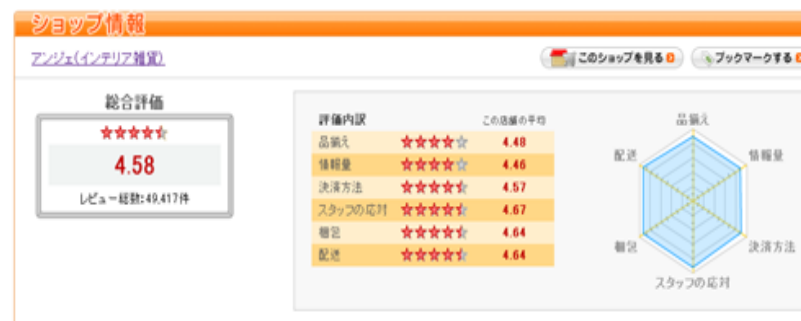 ショップ情報
アンジェ(インテリア雑貨)
このショップを見る
ブックマークする
総合評価
4.58
レビュー総数:49,417件
評価内訳 この店舗の平均
品揃え 4.48
情報量 4.46
決済方法 4.57
スタッフの応対 4.67
梱包 4.64
配送 4.64
品揃え
情報量
決済方法
スタッフの応対
梱包
配送